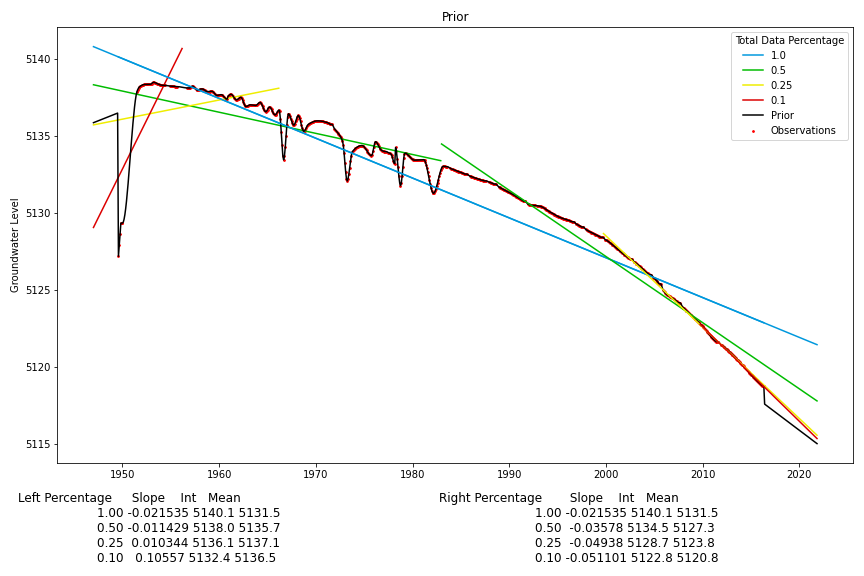 Prior
Total Data Percentage
1.0
0.5
0.25
0.1
Prior
Observations
Groundwater Level
5140
5135
5130
5125
5120
5115
1950 1960 1970 1980 1990 2000 2010 2020
Left Percentage Slope Int Mean
1.00 -0.021535 5140.1 5131.5
0.50 -0.011429 5138.0 5135.7
0.25 0.010344 5136.1 5137.1
0.10 0.10557 5132.4 5136.5
Right Percentage Slope Int Mean
1.00 -0.021535 5140.1 5131.5
0.50 -0.03578 5134.5 5127.3
0.25 -0.04938 5128.7 5123.8
0.10 -0.051101 5122.8 5120.8